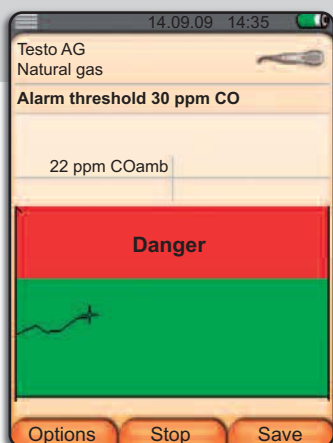 14.09.09 14:35
Testo AG
Natural gas
Alarm threshold 30 ppm CO
22 ppm COamb
Danger
Options Stop Save